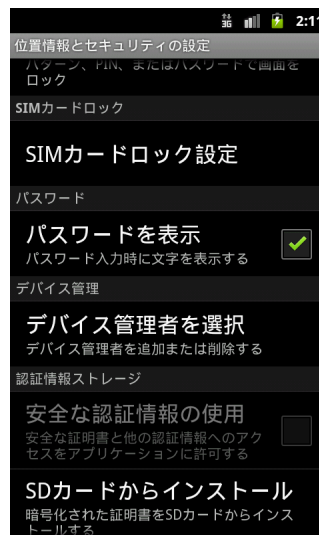 3G 2:11
位置情報とセキュリティの設定
パターン、PIN、またはパスワードで画面を
ロック
SIMカードロック
SIMカードロック設定
パスワード
パスワードを表示
パスワード入力時に文字を表示する
デバイス管理
デバイス管理者を選択
デバイス管理者を追加または削除する
認証情報ストレージ
安全な認証情報の使用
安全な証明書と他の認証情報へのアク
セスをアプリケーションに許可する
SDカードからインストール
暗号化された証明書をSDカードからインス
トールする